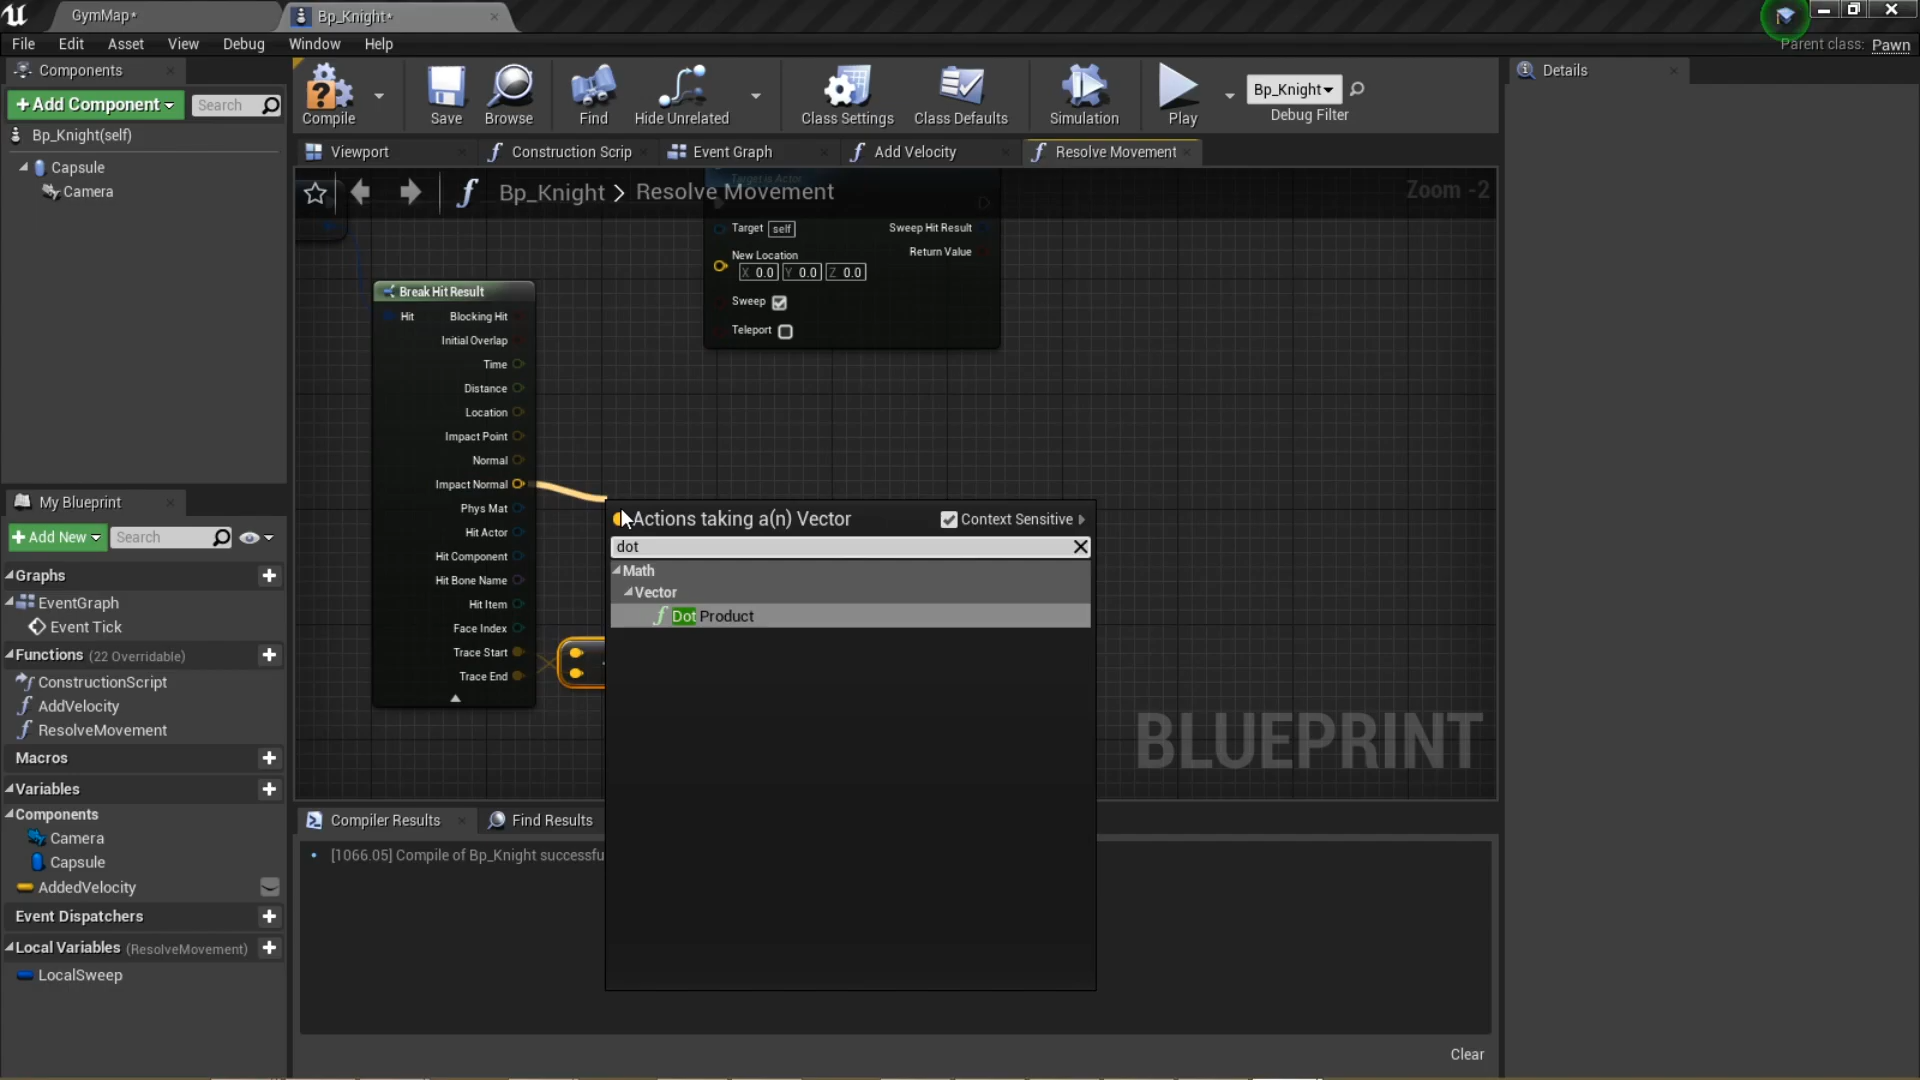 GymMap*
Bp_Knight*
File Edit Asset View Debug Window Help
Parent class: Pawn
Components
+Add Component
Search
Bp_Knight(self)
Capsule
Camera
Compile
Save
Browse
Find
Hide Unrelated
Class Settings
Class Defaults
Simulation
Play
Bp_Knight
Debug Filter
Details
Viewport
Construction Scrip
Event Graph
Add Velocity
Resolve Movement
Bp_Knight > Resolve Movement
Zoom -2
Target is Actor
Target self
Sweep Hit Result
New Location
Return Value
X 0.0 Y 0.0 Z 0.0
Sweep
Teleport
Break Hit Result
Hit
Blocking Hit
Initial Overlap
Time
Distance
Location
Impact Point
Normal
Impact Normal
Phys Mat
Hit Actor
Hit Component
Hit Bone Name
Hit Item
Face Index
Trace Start
Trace End
Actions taking a(n) Vector
Context Sensitive
dot
Math
Vector
Dot Product
BLUEPRINT
My Blueprint
+Add New
Search
Graphs
EventGraph
Event Tick
Functions (22 Overridable)
ConstructionScript
AddVelocity
ResolveMovement
Macros
Variables
Components
Camera
Capsule
AddedVelocity
Event Dispatchers
Local Variables (ResolveMovement)
LocalSweep
Compiler Results
Find Results
[1066.05] Compile of Bp_Knight successfu
Clear